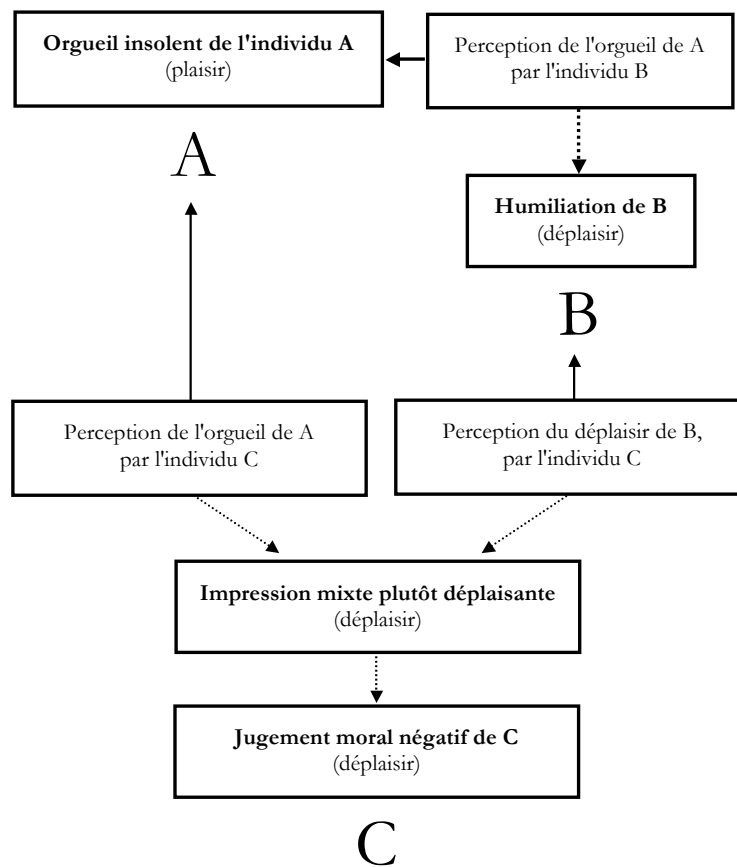 Orgueil insolent de l'individu A
(plaisir)
Perception de l'orgueil de A
par l'individu B
A
Humiliation de B
(déplaisir)
B
Perception de l'orgueil de A
par l'individu C
Perception du déplaisir de B,
par l'individu C
Impression mixte plutôt déplaisante
(déplaisir)
Jugement moral négatif de C
(déplaisir)
C